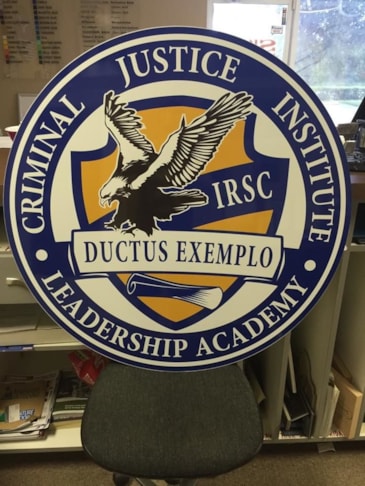 CRIMINAL JUSTICE INSTITUTE
IRSC
DUCTUS EXEMPLO
• LEADERSHIP ACADEMY •